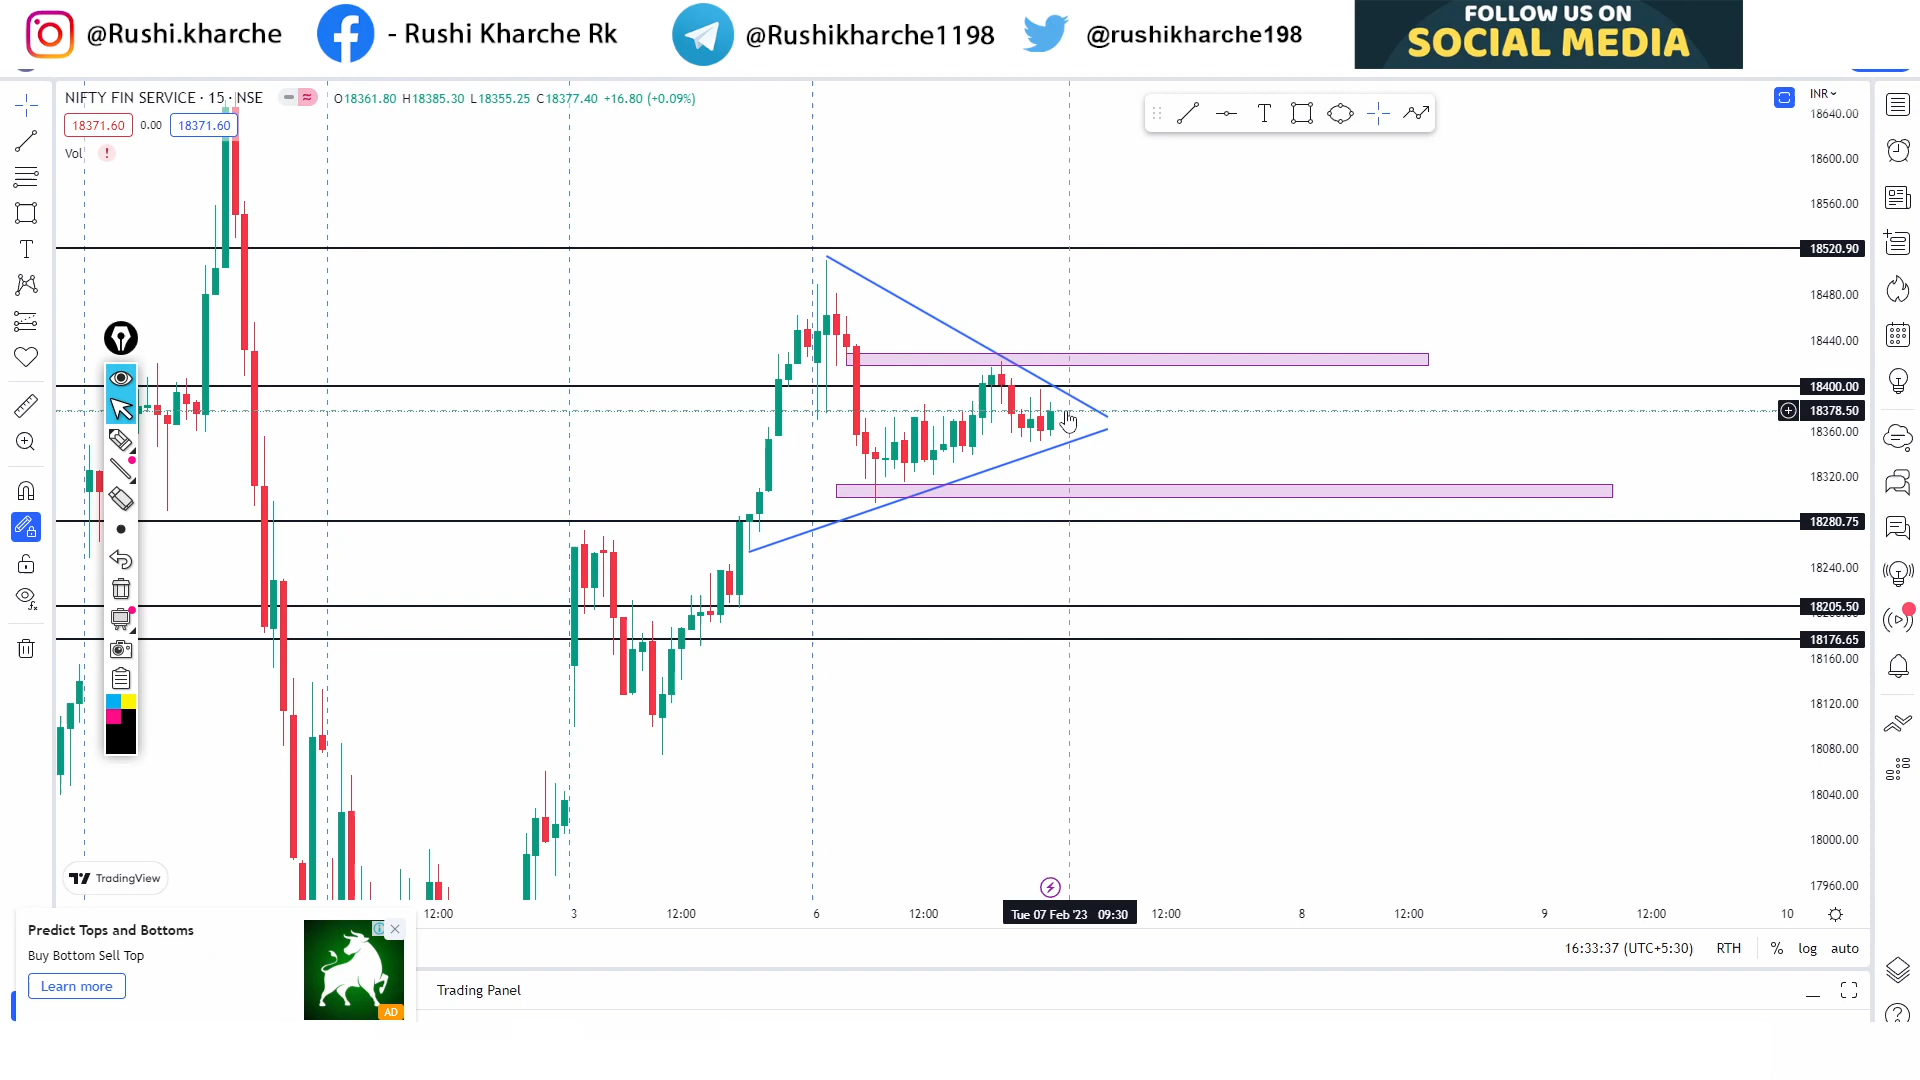 @Rushi.kharche
- Rushi Kharche Rk
@Rushikharche1198
@rushikharche198
FOLLOW US ON
SOCIAL MEDIA
NIFTY FIN SERVICE · 15 · NSE
O18361.80 H18385.30 L18355.25 C18377.40 +16.80 (+0.09%)
18371.60
0.00
18371.60
Vol
INR
18640.00
18600.00
18560.00
18520.90
18480.00
18440.00
18400.00
18378.50
18360.00
18320.00
18280.75
18240.00
18205.50
18176.65
18160.00
18120.00
18080.00
18040.00
18000.00
17960.00
TradingView
12:00
3
12:00
6
12:00
Tue 07 Feb '23 09:30
12:00
8
12:00
9
12:00
10
Predict Tops and Bottoms
Buy Bottom Sell Top
Learn more
AD
16:33:37 (UTC+5:30)
RTH
%
log
auto
Trading Panel